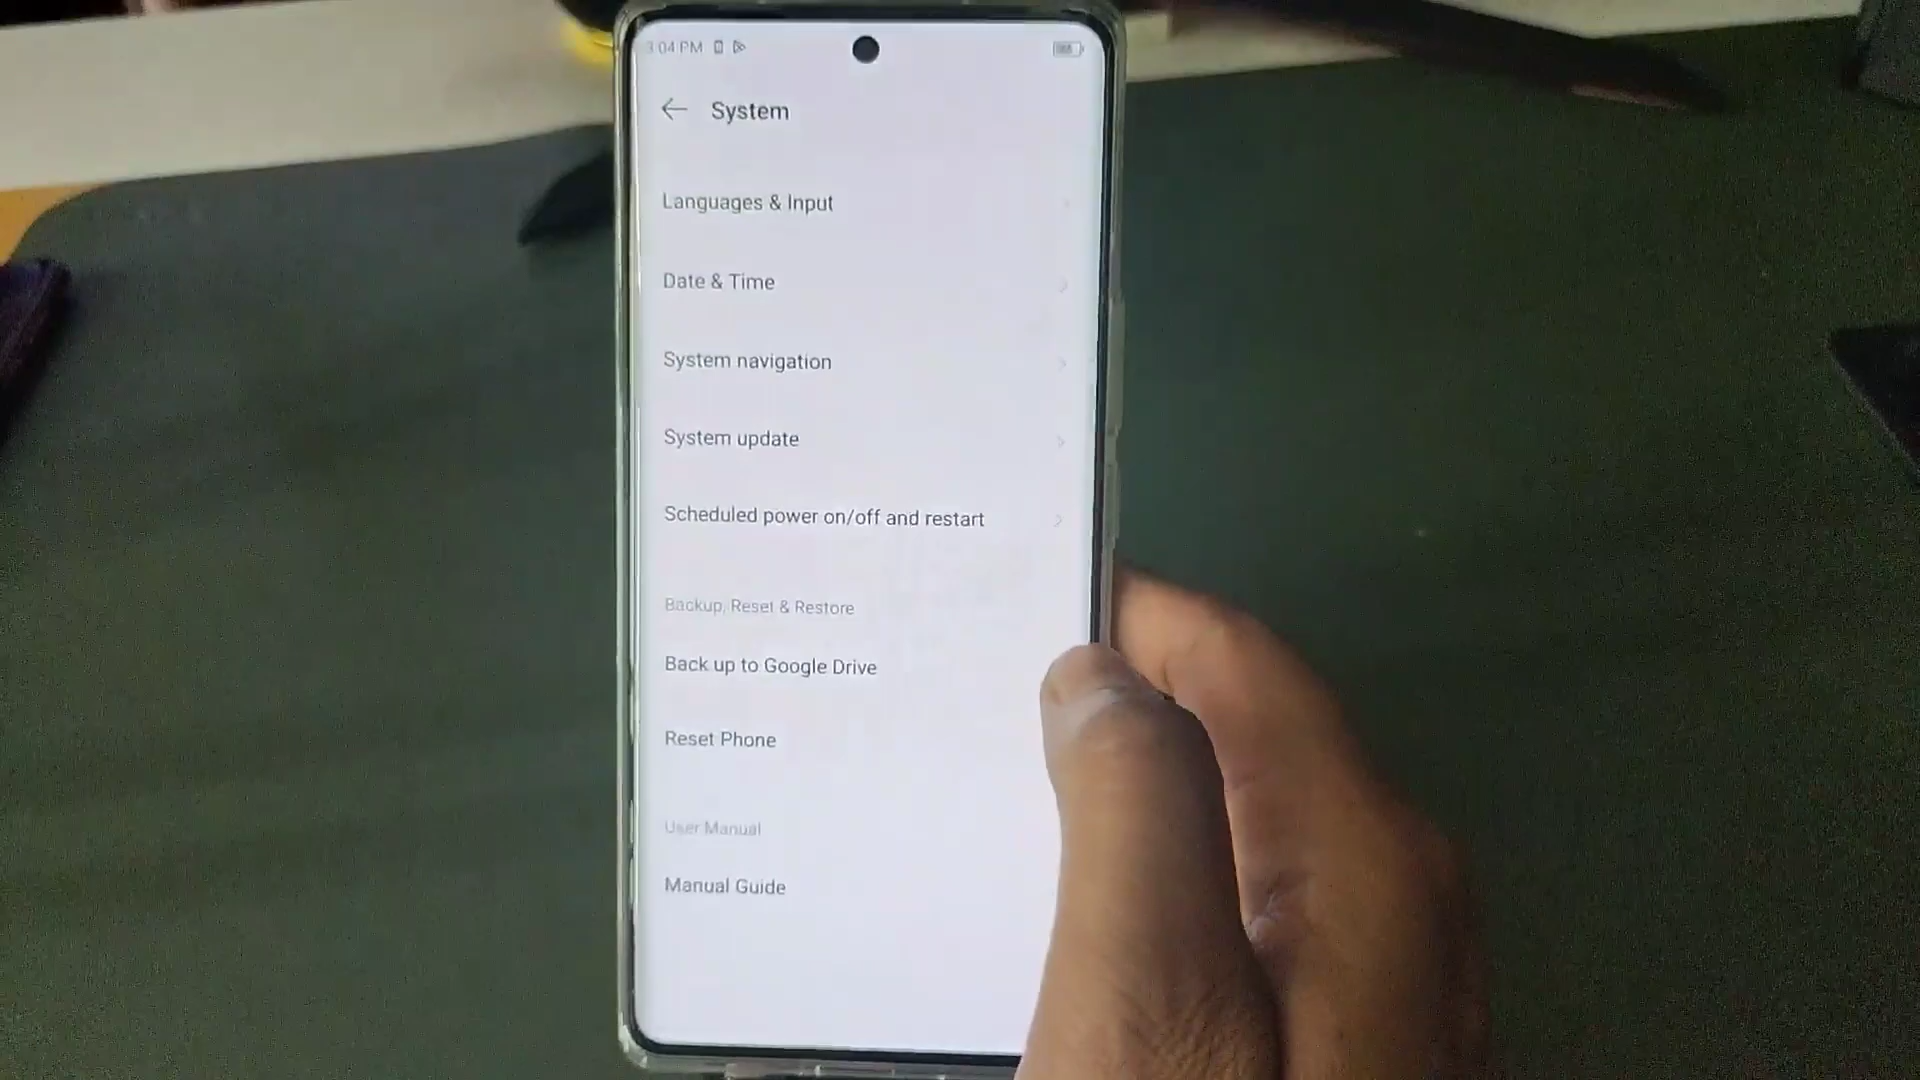 3:04 PM
System
Languages & Input
Date & Time
System navigation
System update
Scheduled power on/off and restart
Backup, Reset & Restore
Back up to Google Drive
Reset Phone
User Manual
Manual Guide